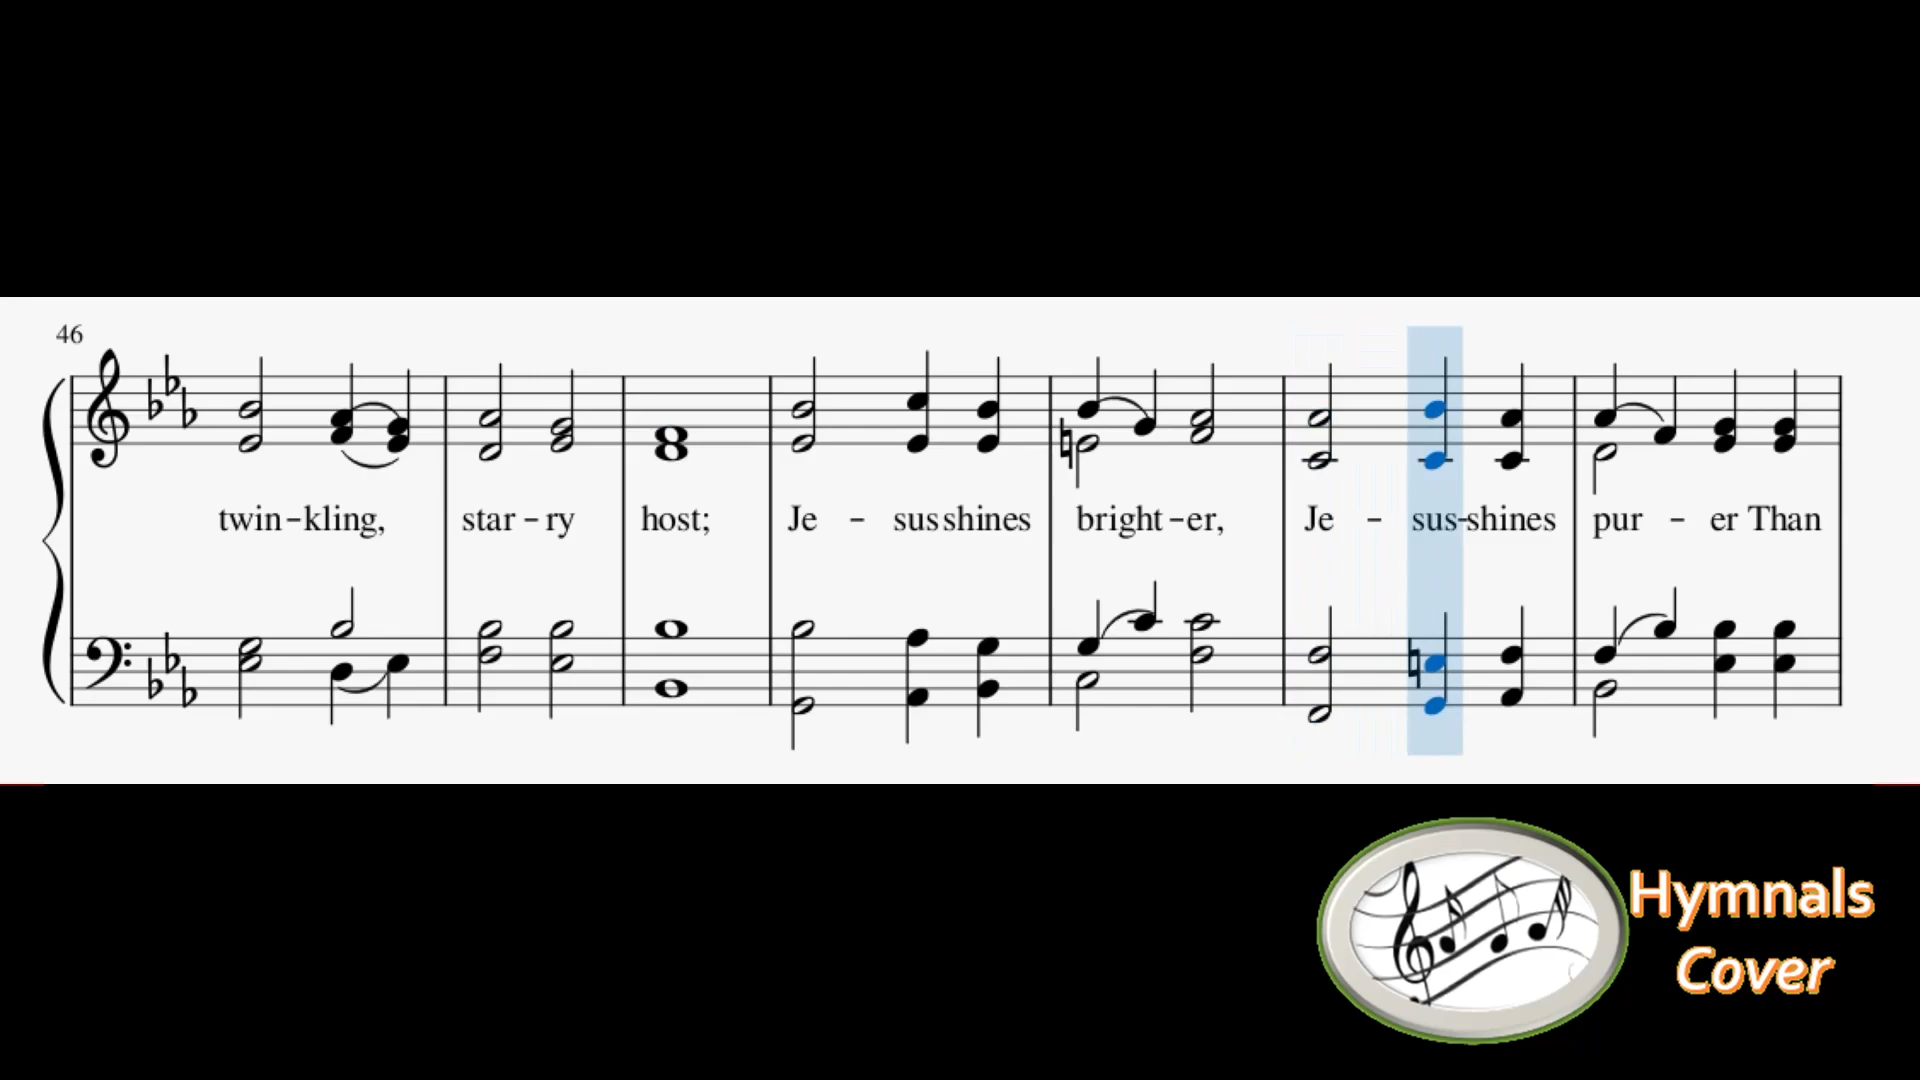 46
twin-kling, star-ry host; Je - sus shines bright-er, Je - sus-shines pur - er Than
Hymnals
Cover